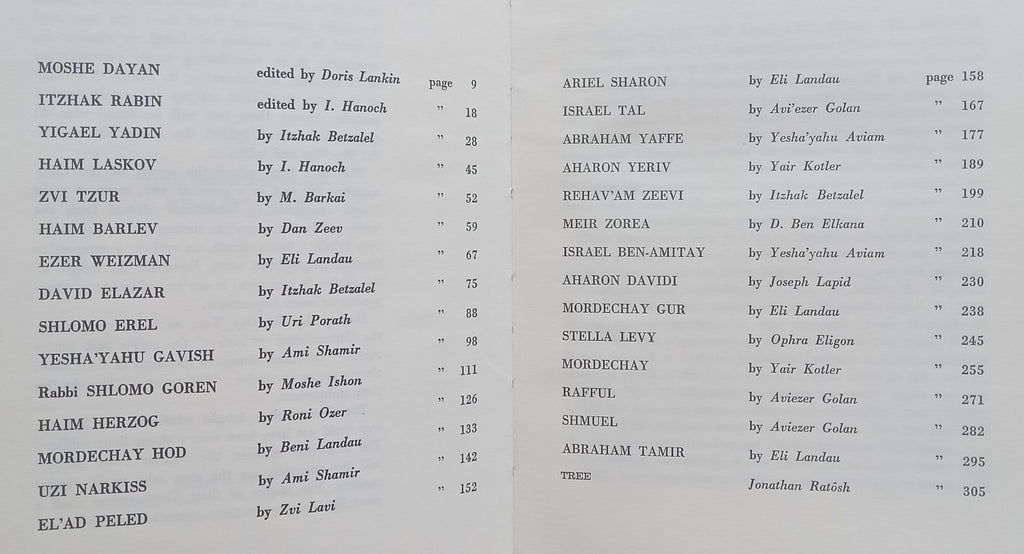 MOSHE DAYAN edited by Doris Lankin page 9
ITZHAK RABIN edited by I. Hanoch " 18
YIGAEL YADIN by Itzhak Betzalel " 28
HAIM LASKOV by I. Hanoch " 45
ZVI TZUR by M. Barkai " 52
HAIM BARLEV by Dan Zeev " 59
EZER WEIZMAN by Eli Landau " 67
DAVID ELAZAR by Itzhak Betzalel " 75
SHLOMO EREL by Uri Porath " 88
YESHA'YAHU GAVISH by Ami Shamir " 98
Rabbi SHLOMO GOREN by Moshe Ishon " 111
HAIM HERZOG by Roni Ozer " 126
MORDECHAY HOD by Beni Landau " 133
UZI NARKISS by Ami Shamir " 142
EL'AD PELED by Zvi Lavi " 152
ARIEL SHARON by Eli Landau page 158
ISRAEL TAL by Avi'ezer Golan " 167
ABRAHAM YAFFE by Yesha'yahu Aviam " 177
AHARON YERIV by Yair Kotler " 189
REHAV'AM ZEEVI by Itzhak Betzalel " 199
MEIR ZOREA by D. Ben Elkana " 210
ISRAEL BEN-AMITAY by Yesha'yahu Aviam " 218
AHARON DAVIDI by Joseph Lapid " 230
MORDECHAY GUR by Eli Landau " 238
STELLA LEVY by Ophra Eligon " 245
MORDECHAY by Yair Kotler " 255
RAFFUL by Aviezer Golan " 271
SHMUEL by Aviezer Golan " 282
ABRAHAM TAMIR by Eli Landau " 295
TREE Jonathan Ratôsh " 305